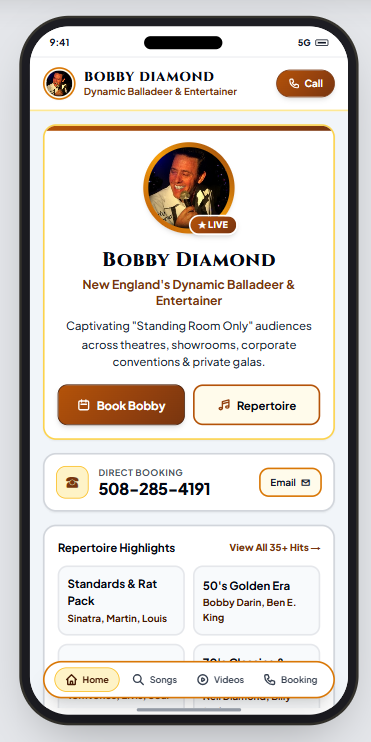 9:41
5G
BOBBY DIAMOND
Dynamic Balladeer & Entertainer
Call
★ LIVE
BOBBY DIAMOND
New England's Dynamic Balladeer &
Entertainer
Captivating "Standing Room Only" audiences
across theatres, showrooms, corporate
conventions & private galas.
Book Bobby
Repertoire
DIRECT BOOKING
508-285-4191
Email
Repertoire Highlights
View All 35+ Hits →
Standards & Rat
Pack
Sinatra, Martin, Louis
50's Golden Era
Bobby Darin, Ben E.
King
Home
Songs
Videos
Booking